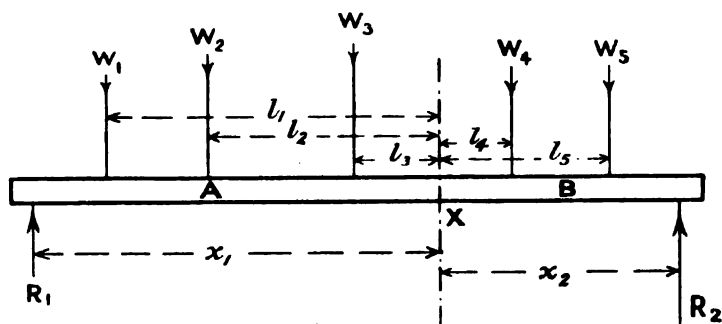 W₁
W₂
W₃
W₄
W₅
l₁
l₂
l₃
l₄
l₅
A
B
X
x₁
x₂
R₁
R₂